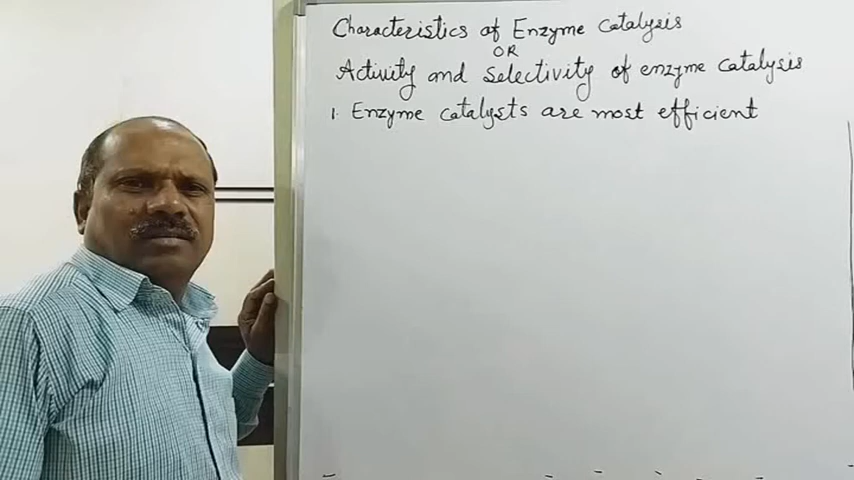 Characteristics of Enzyme Catalysis
OR
Activity and selectivity of enzyme catalysis
1. Enzyme catalysts are most efficient